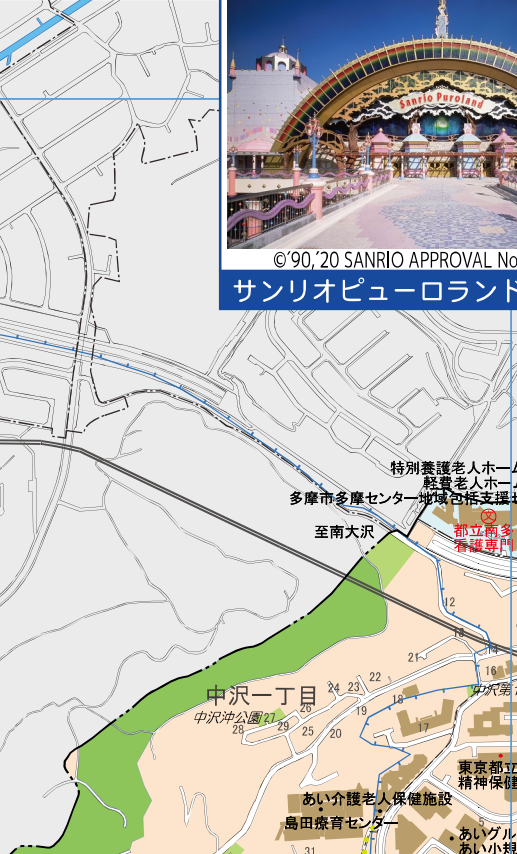 Sanrio Puroland
©'90,'20 SANRIO APPROVAL No
サンリオピューロランド
特別養護老人ホーム
軽費老人ホーム
多摩市多摩センター地域包括支援セ
至南大沢
都立南多
看護専門
12
13
14
21
16
22
24 23
18
中沢第
中沢一丁目
中沢沖公園 27
26
19
28
29
25
20
17
東京都立
精神保健
あい介護老人保健施設
島田療育センター
5
あいグル
あい小規
31